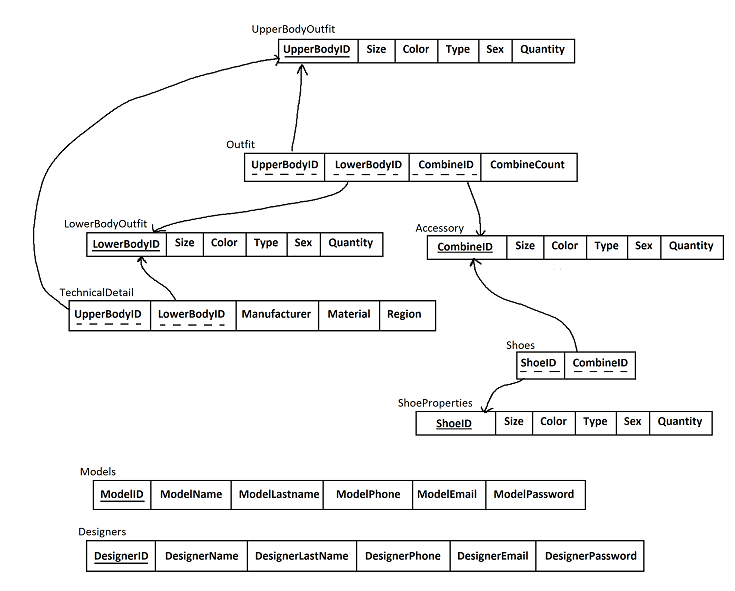 UpperBodyOutfit
UpperBodyID Size Color Type Sex Quantity
Outfit
UpperBodyID LowerBodyID CombineID CombineCount
LowerBodyOutfit
LowerBodyID Size Color Type Sex Quantity
Accessory
CombineID Size Color Type Sex Quantity
TechnicalDetail
UpperBodyID LowerBodyID Manufacturer Material Region
Shoes
ShoeID CombineID
ShoeProperties
ShoeID Size Color Type Sex Quantity
Models
ModelID ModelName ModelLastname ModelPhone ModelEmail ModelPassword
Designers
DesignerID DesignerName DesignerLastName DesignerPhone DesignerEmail DesignerPassword